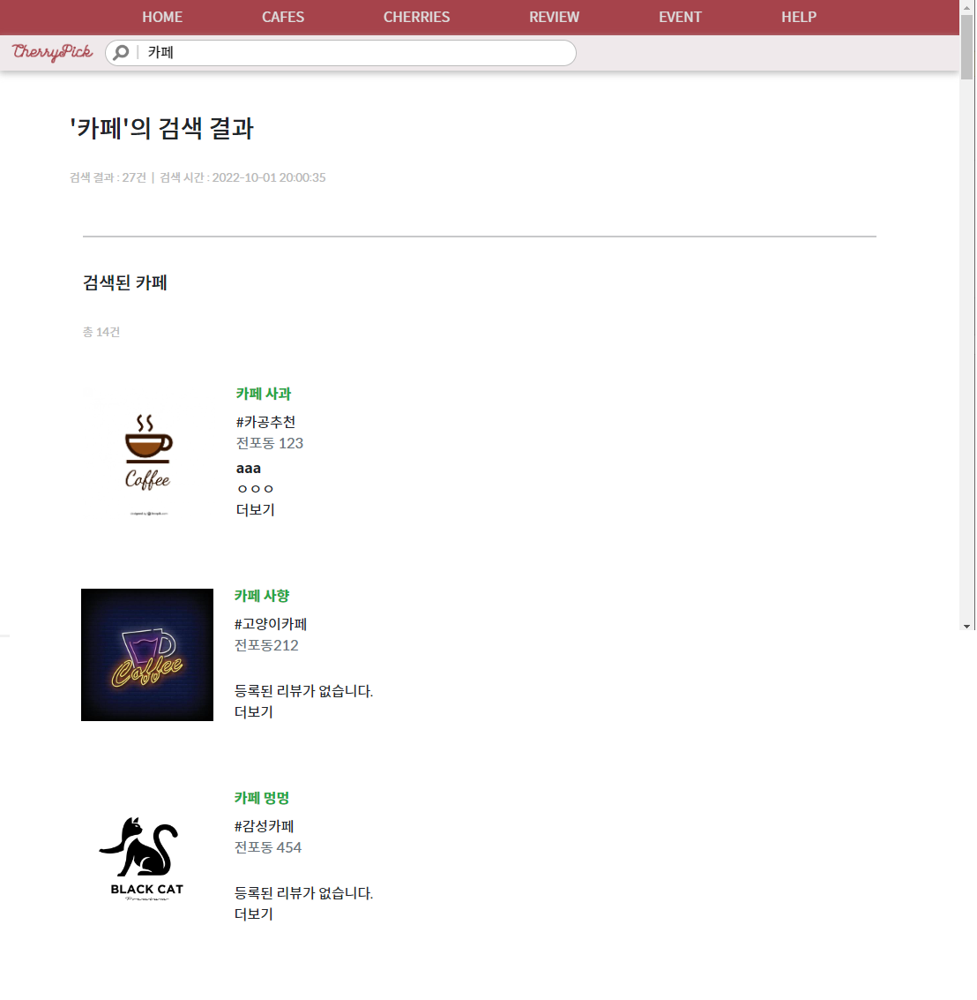 HOME CAFES CHERRIES REVIEW EVENT HELP
CherryPick 카페
'카페'의 검색 결과
검색 결과 : 27건 | 검색 시간 : 2022-10-01 20:00:35
검색된 카페
총 14건
카페 사과
#카공추천
전포동 123
aaa
ㅇㅇㅇ
더보기
Coffee
카페 사향
#고양이카페
전포동212
등록된 리뷰가 없습니다.
더보기
Coffee
카페 멍멍
#감성카페
전포동 454
등록된 리뷰가 없습니다.
더보기
BLACK CAT
Premium